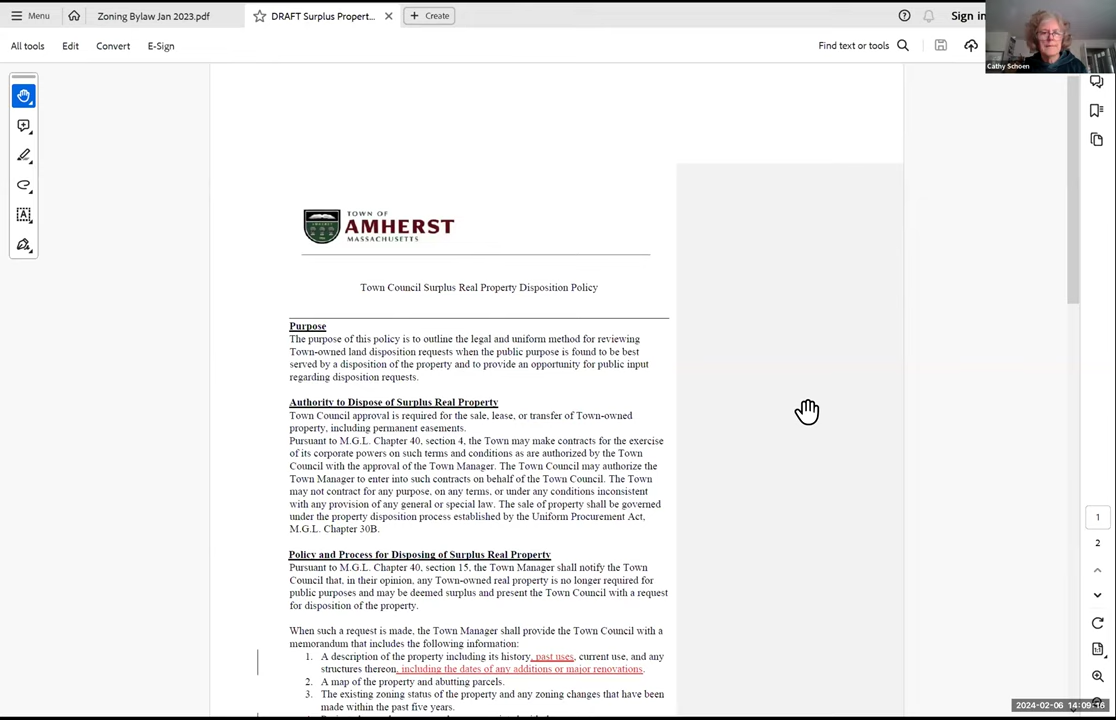 Menu
Zoning Bylaw Jan 2023.pdf
DRAFT Surplus Propert...
Create
Sign in
All tools
Edit
Convert
E-Sign
Find text or tools
Cathy Schoen
TOWN OF
AMHERST
MASSACHUSETTS
Town Council Surplus Real Property Disposition Policy
Purpose
The purpose of this policy is to outline the legal and uniform method for reviewing
Town-owned land disposition requests when the public purpose is found to be best
served by a disposition of the property and to provide an opportunity for public input
regarding disposition requests.
Authority to Dispose of Surplus Real Property
Town Council approval is required for the sale, lease, or transfer of Town-owned
property, including permanent easements.
Pursuant to M.G.L. Chapter 40, section 4, the Town may make contracts for the exercise
of its corporate powers on such terms and conditions as are authorized by the Town
Council with the approval of the Town Manager. The Town Council may authorize the
Town Manager to enter into such contracts on behalf of the Town Council. The Town
may not contract for any purpose, on any terms, or under any conditions inconsistent
with any provision of any general or special law. The sale of property shall be governed
under the property disposition process established by the Uniform Procurement Act,
M.G.L. Chapter 30B.
Policy and Process for Disposing of Surplus Real Property
Pursuant to M.G.L. Chapter 40, section 15, the Town Manager shall notify the Town
Council that, in their opinion, any Town-owned real property is no longer required for
public purposes and may be deemed surplus and present the Town Council with a request
for disposition of the property.
When such a request is made, the Town Manager shall provide the Town Council with a
memorandum that includes the following information:
1. A description of the property including its history, past uses, current use, and any
structures thereon, including the dates of any additions or major renovations.
2. A map of the property and abutting parcels.
3. The existing zoning status of the property and any zoning changes that have been
made within the past five years.
1
2
2024-02-06 14:09:16